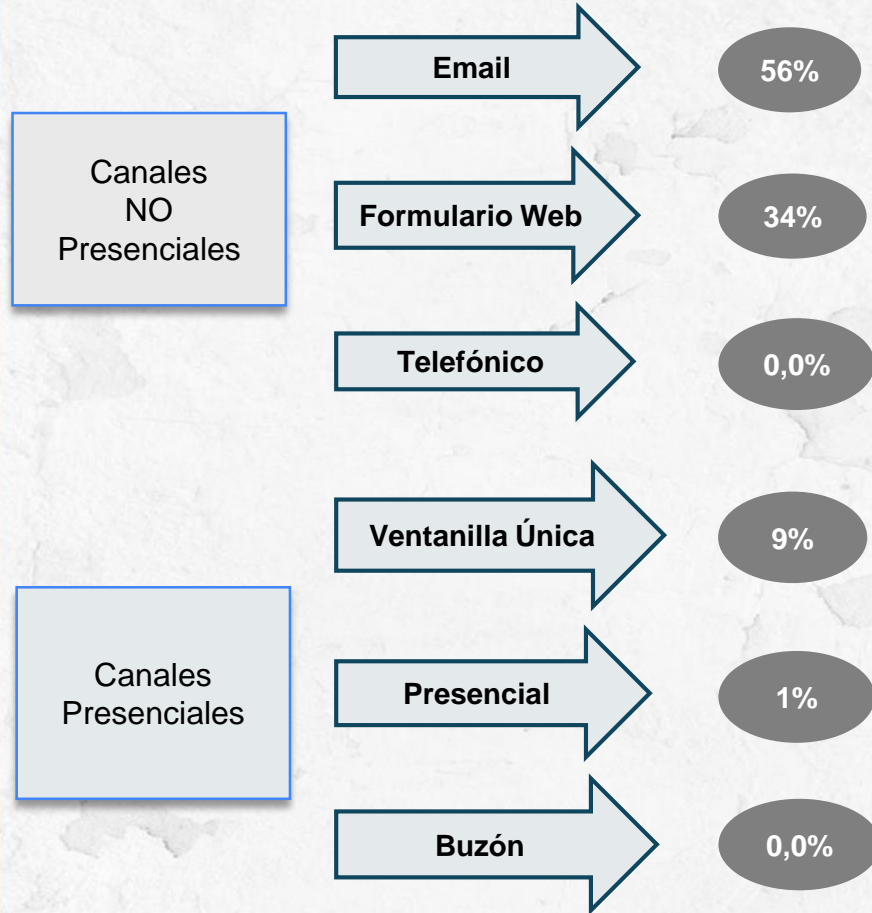 Canales
NO
Presenciales
Email
56%
Formulario Web
34%
Telefónico
0,0%
Canales
Presenciales
Ventanilla Única
9%
Presencial
1%
Buzón
0,0%